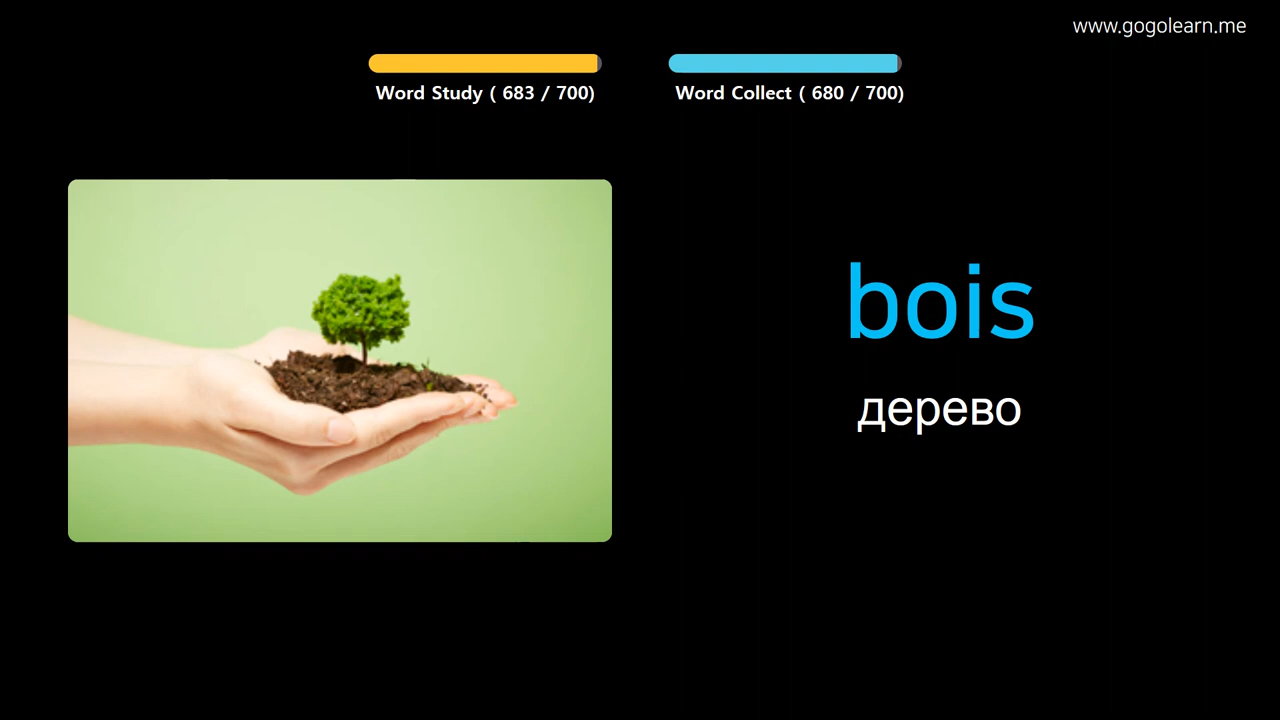 www.gogolearn.me
Word Study ( 683 / 700)
Word Collect ( 680 / 700)
bois
дерево